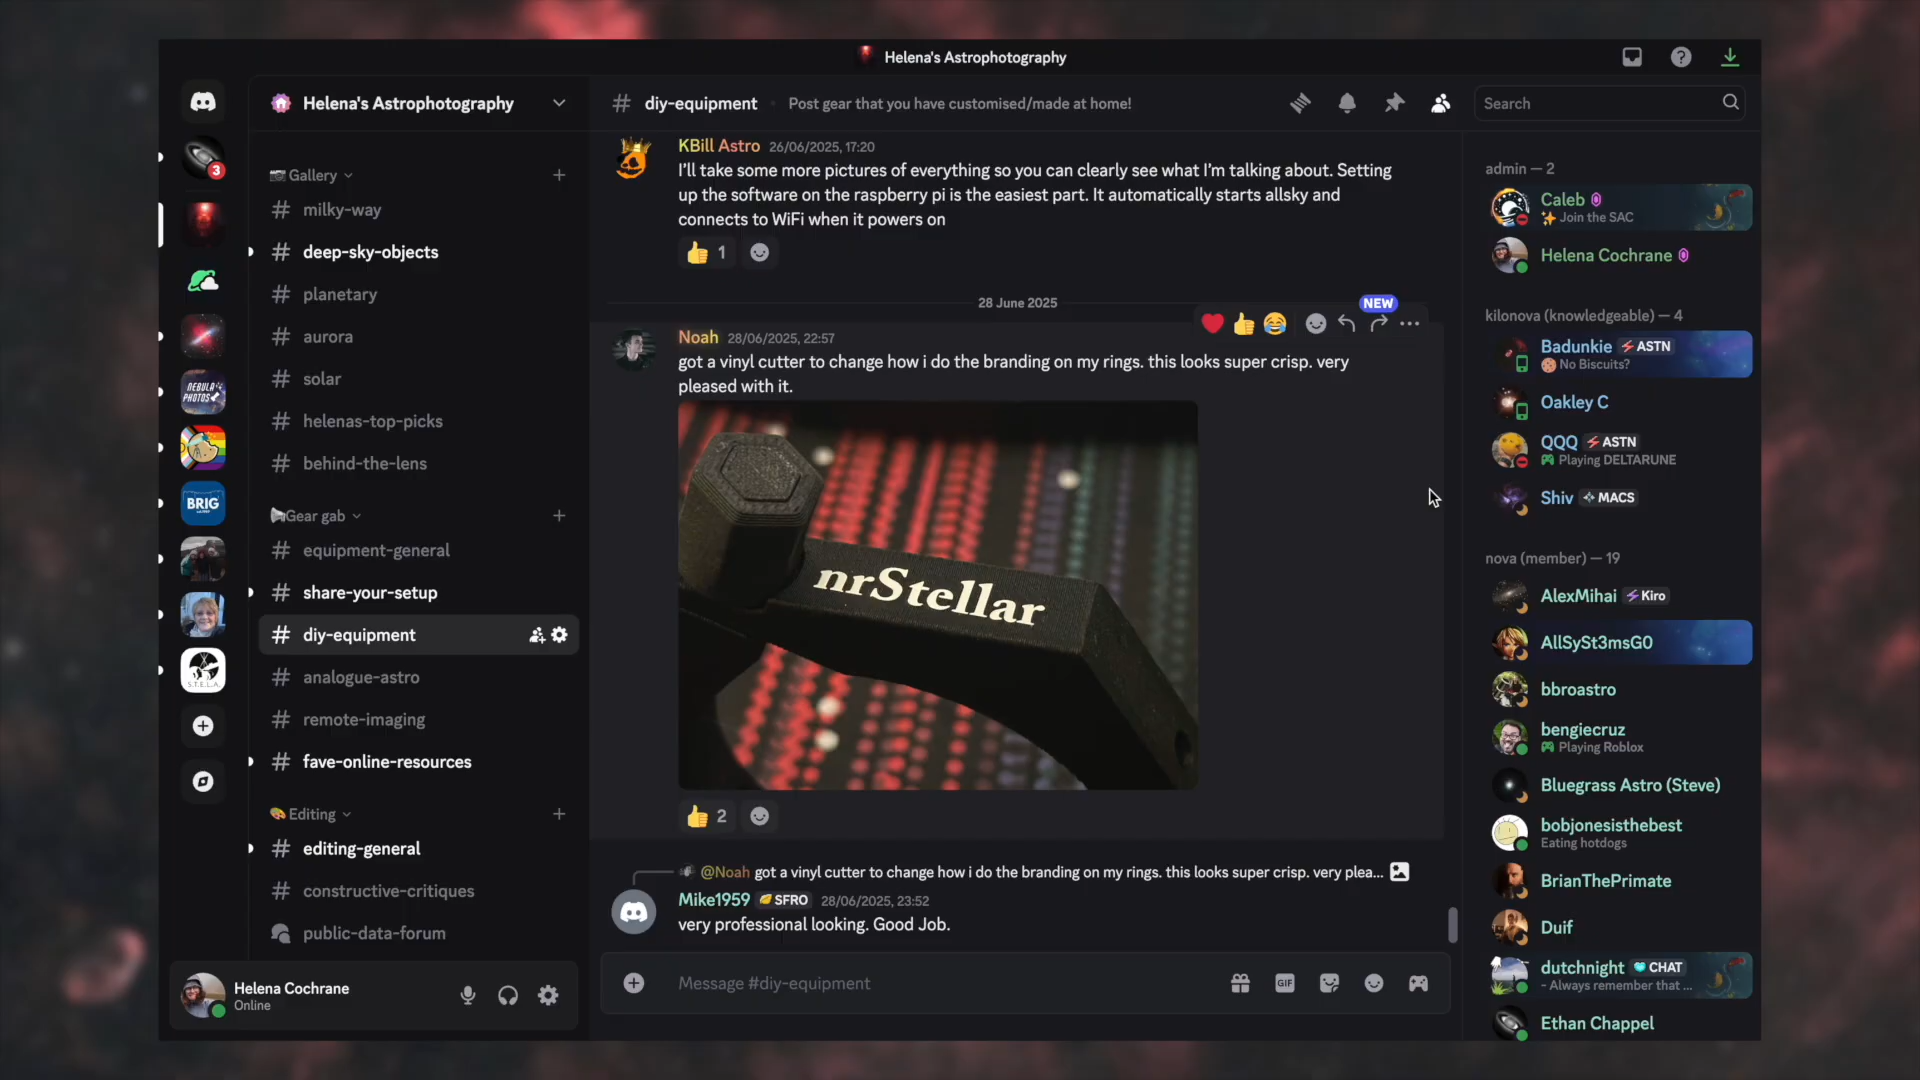 Helena's Astrophotography
3
NEBULA
PHOTOS
BRIG
S.T.E.L.A.
Helena's Astrophotography
Gallery
milky-way
deep-sky-objects
planetary
aurora
solar
helenas-top-picks
behind-the-lens
Gear gab
equipment-general
share-your-setup
diy-equipment
analogue-astro
remote-imaging
fave-online-resources
Editing
editing-general
constructive-critiques
public-data-forum
Helena Cochrane
Online
# diy-equipment
Post gear that you have customised/made at home!
Search
KBill Astro 26/06/2025, 17:20
I'll take some more pictures of everything so you can clearly see what I'm talking about. Setting
up the software on the raspberry pi is the easiest part. It automatically starts allsky and
connects to WiFi when it powers on
👍 1
28 June 2025
NEW
Noah 28/06/2025, 22:57
got a vinyl cutter to change how i do the branding on my rings. this looks super crisp. very
pleased with it.
nrStellar
👍 2
@Noah got a vinyl cutter to change how i do the branding on my rings. this looks super crisp. very plea...
Mike1959 SFRO 28/06/2025, 23:52
very professional looking. Good Job.
Message #diy-equipment
GIF
admin — 2
Caleb
✨ Join the SAC
Helena Cochrane
kilonova (knowledgeable) — 4
Badunkie ASTN
🍪 No Biscuits?
Oakley C
QQQ ASTN
Playing DELTARUNE
Shiv MACS
nova (member) — 19
AlexMihai Kiro
AllSySt3msG0
bbroastro
bengiecruz
Playing Roblox
Bluegrass Astro (Steve)
bobjonesisthebest
Eating hotdogs
BrianThePrimate
Duif
dutchnight CHAT
- Always remember that ...
Ethan Chappel